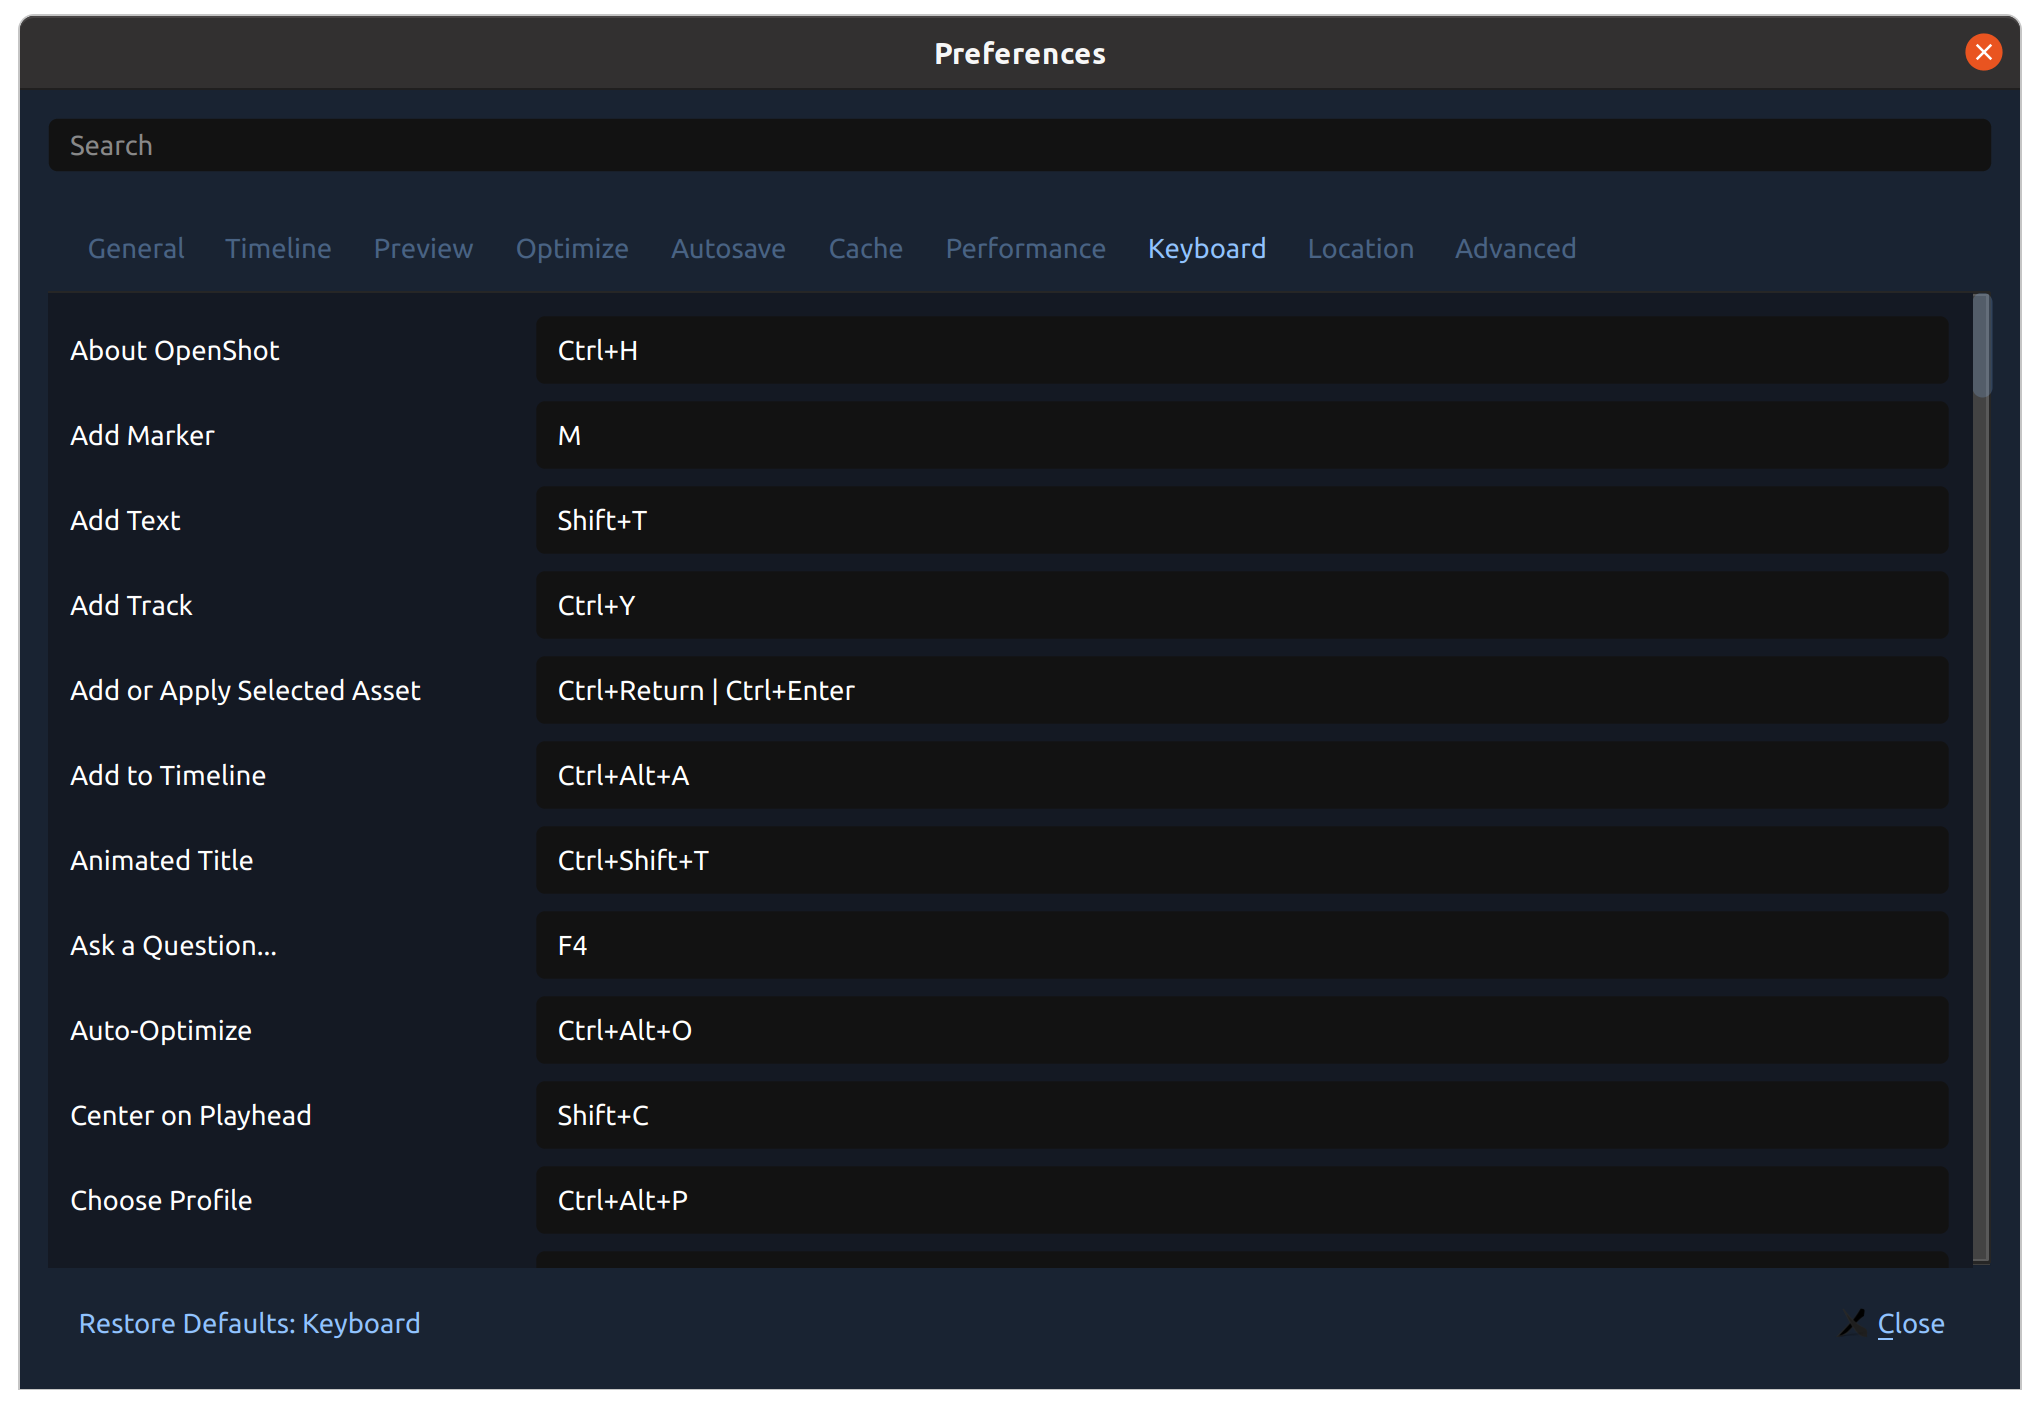 Preferences
Search
General Timeline Preview Optimize Autosave Cache Performance Keyboard Location Advanced
About OpenShot Ctrl+H
Add Marker M
Add Text Shift+T
Add Track Ctrl+Y
Add or Apply Selected Asset Ctrl+Return | Ctrl+Enter
Add to Timeline Ctrl+Alt+A
Animated Title Ctrl+Shift+T
Ask a Question... F4
Auto-Optimize Ctrl+Alt+O
Center on Playhead Shift+C
Choose Profile Ctrl+Alt+P
Restore Defaults: Keyboard Close